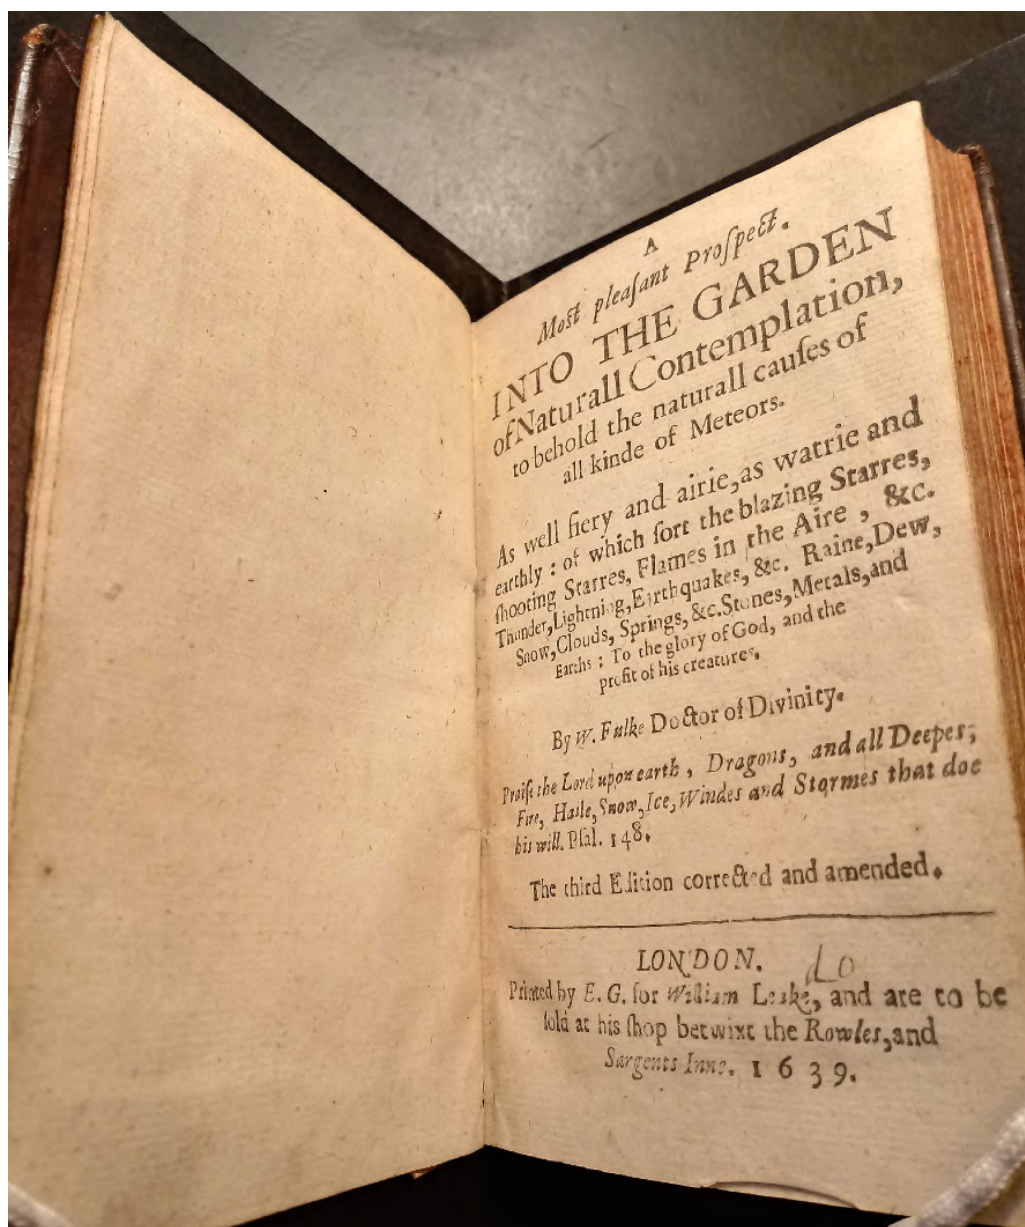 A
Moſt pleaſant Proſpect.
INTO THE GARDEN
of Naturall Contemplation,
to behold the naturall cauſes of
all kinde of Meteors.
As well fiery and airie, as watrie and
earthly : of which ſort the blazing Starres,
ſhooting Starres, Flames in the Aire , &c.
Thunder, Lightning, Earthquakes, &c. Raine, Dew,
Snow, Clouds, Springs, &c. Stones, Metals, and
Earths : To the glory of God, and the
profit of his creatures.
By W. Fulke Doctor of Divinity.
Praiſe the Lord upon earth , Dragons, and all Deepes;
Fire, Haile, Snow, Ice, Windes and Stormes that doe
his will. Pſal. 148.
The third Edition corrected and amended.
LONDON.
do
Printed by E. G. for William Leake, and are to be
ſold at his ſhop betwixt the Rowles, and
Sargents Inne. 1 6 3 9.